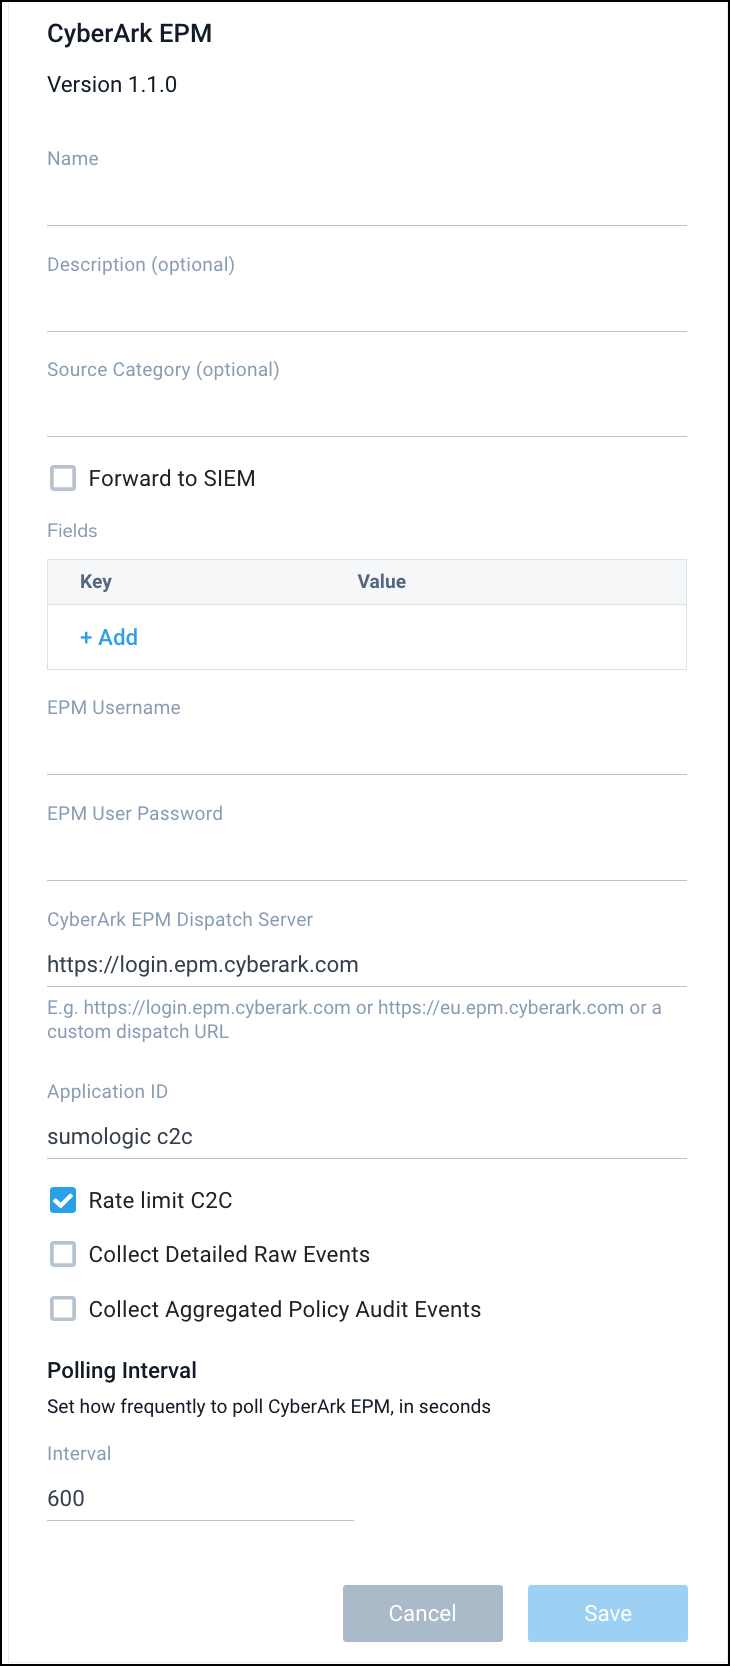 CyberArk EPM
Version 1.1.0
Name
Description (optional)
Source Category (optional)
Forward to SIEM
Fields
Key Value
+ Add
EPM Username
EPM User Password
CyberArk EPM Dispatch Server
https://login.epm.cyberark.com
E.g. https://login.epm.cyberark.com or https://eu.epm.cyberark.com or a
custom dispatch URL
Application ID
sumologic c2c
Rate limit C2C
Collect Detailed Raw Events
Collect Aggregated Policy Audit Events
Polling Interval
Set how frequently to poll CyberArk EPM, in seconds
Interval
600
Cancel Save